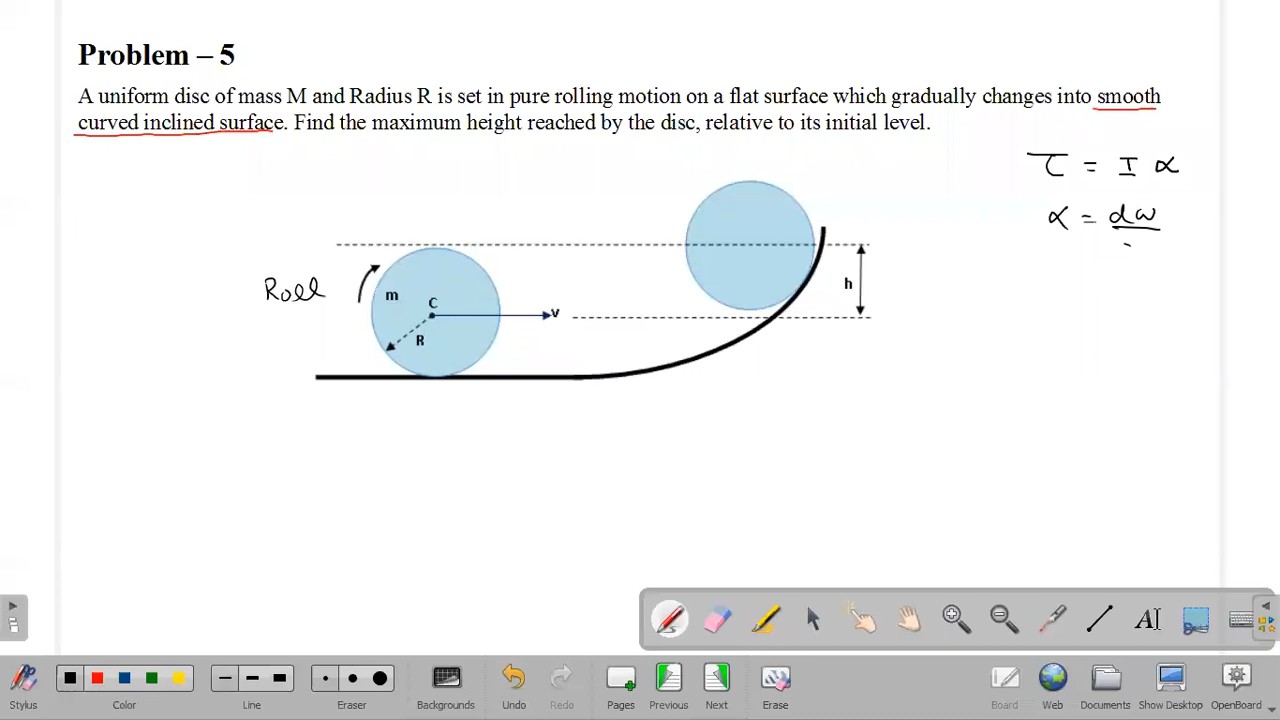 Problem – 5
A uniform disc of mass M and Radius R is set in pure rolling motion on a flat surface which gradually changes into smooth
curved inclined surface. Find the maximum height reached by the disc, relative to its initial level.
τ = I α
α = dω
Roll
m
C
v
R
h
Stylus
Color
Line
Eraser
Backgrounds
Undo
Redo
Pages
Previous
Next
Erase
Board
Web
Documents
Show Desktop
OpenBoard